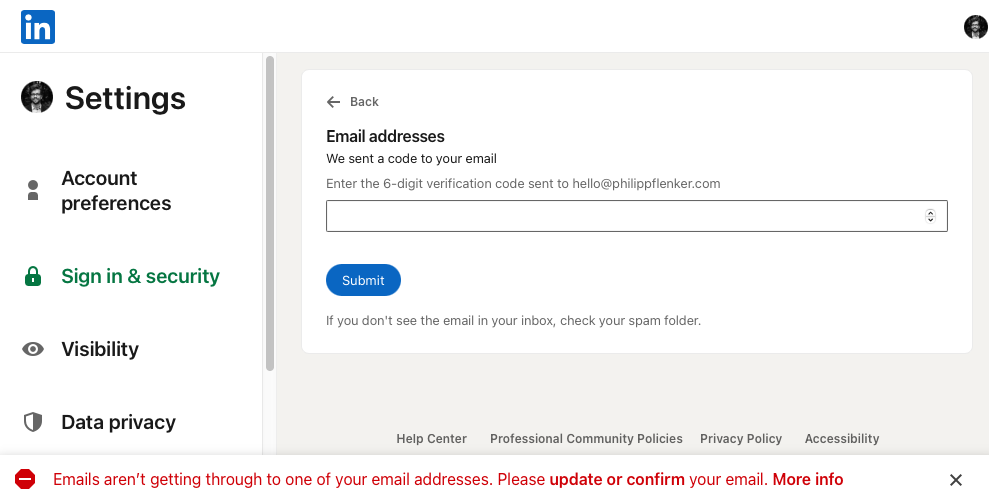 in
Settings
Account
preferences
Sign in & security
Visibility
Data privacy
Back
Email addresses
We sent a code to your email
Enter the 6-digit verification code sent to hello@philippflenker.com
Submit
If you don't see the email in your inbox, check your spam folder.
Help Center Professional Community Policies Privacy Policy Accessibility
Emails aren’t getting through to one of your email addresses. Please update or confirm your email. More info